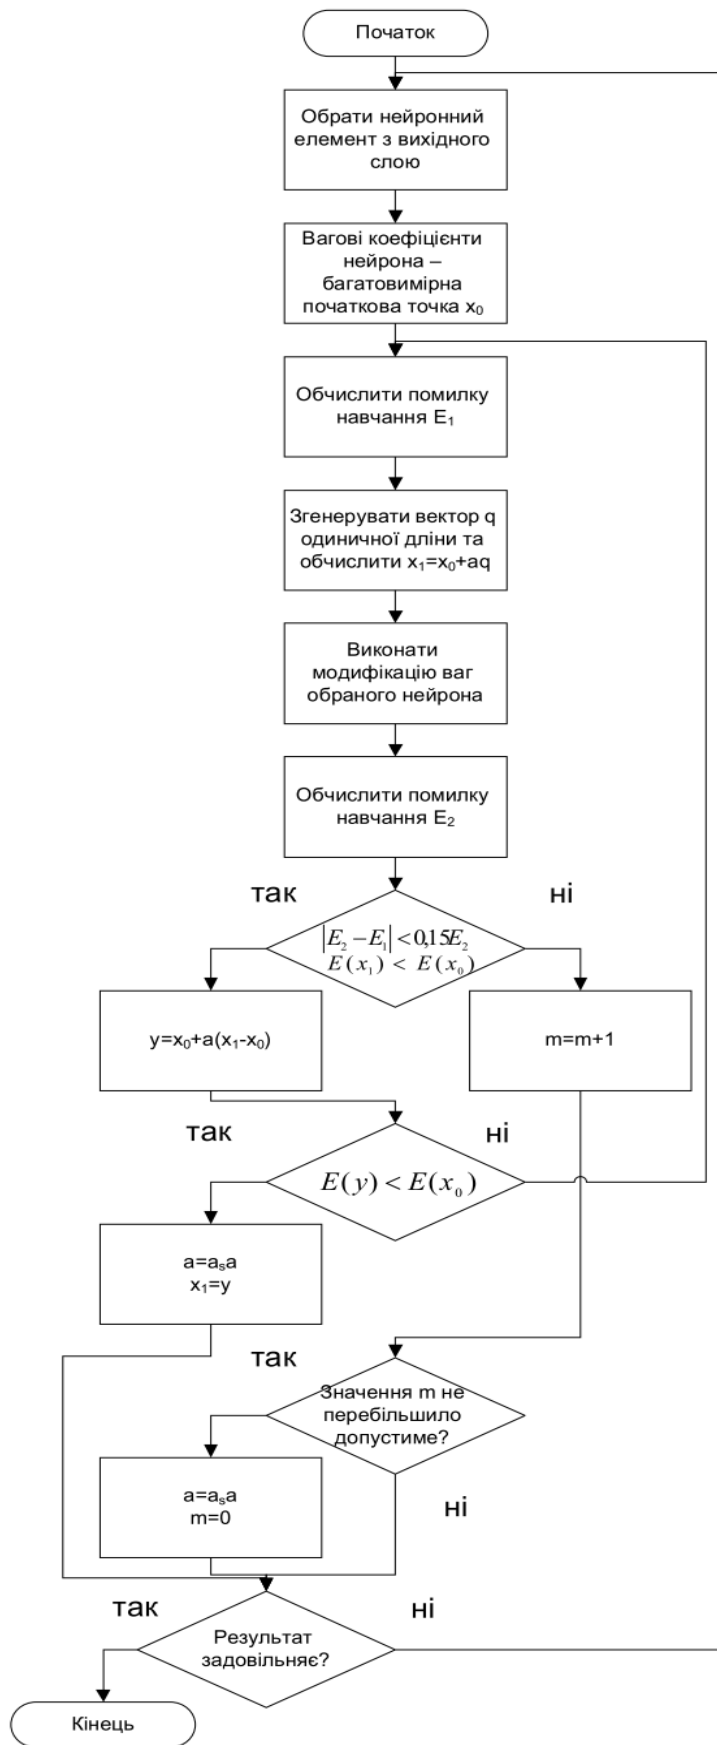 Початок
Обрати нейронний
елемент з вихідного
слою
Вагові коефіцієнти
нейрона –
багатовимірна
початкова точка x₀
Обчислити помилку
навчання E₁
Згенерувати вектор q
одиничної дліни та
обчислити x₁=x₀+aq
Виконати
модифікацію ваг
обраного нейрона
Обчислити помилку
навчання E₂
так
ні
|E₂ − E₁| < 0,15E₂
E(x₁) < E(x₀)
y=x₀+a(x₁-x₀)
m=m+1
так
ні
E(y) < E(x₀)
a=aₛa
x₁=y
так
Значення m не
перебільшило
допустиме?
a=aₛa
m=0
ні
так
ні
Результат
задовільняє?
Кінець